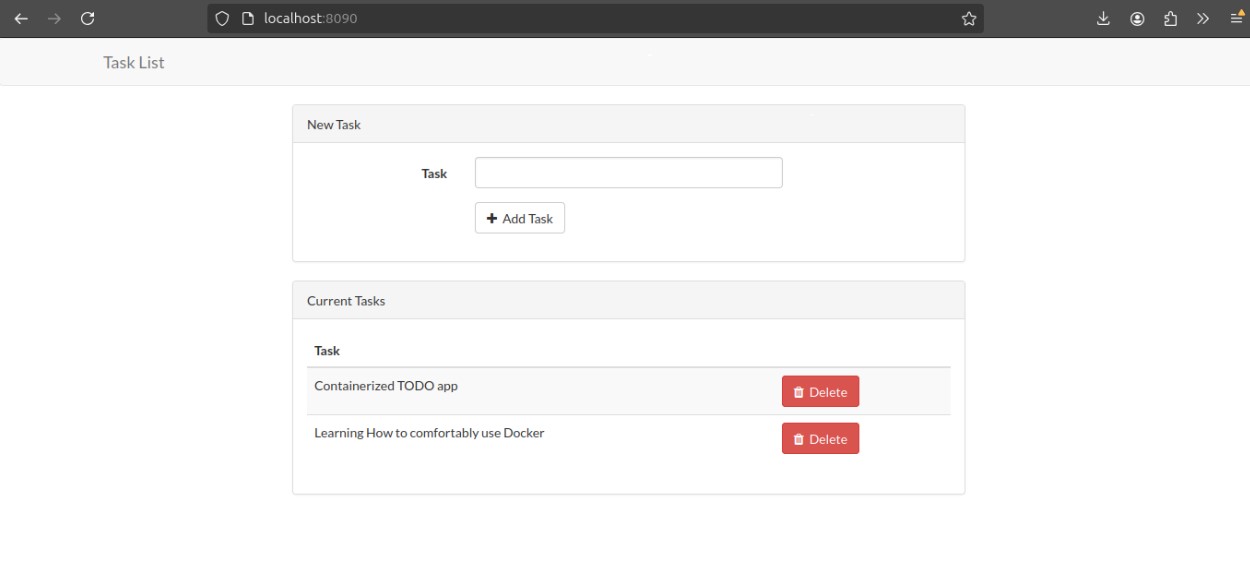 localhost:8090
Task List
New Task
Task
Add Task
Current Tasks
Task
Containerized TODO app
Delete
Learning How to comfortably use Docker
Delete